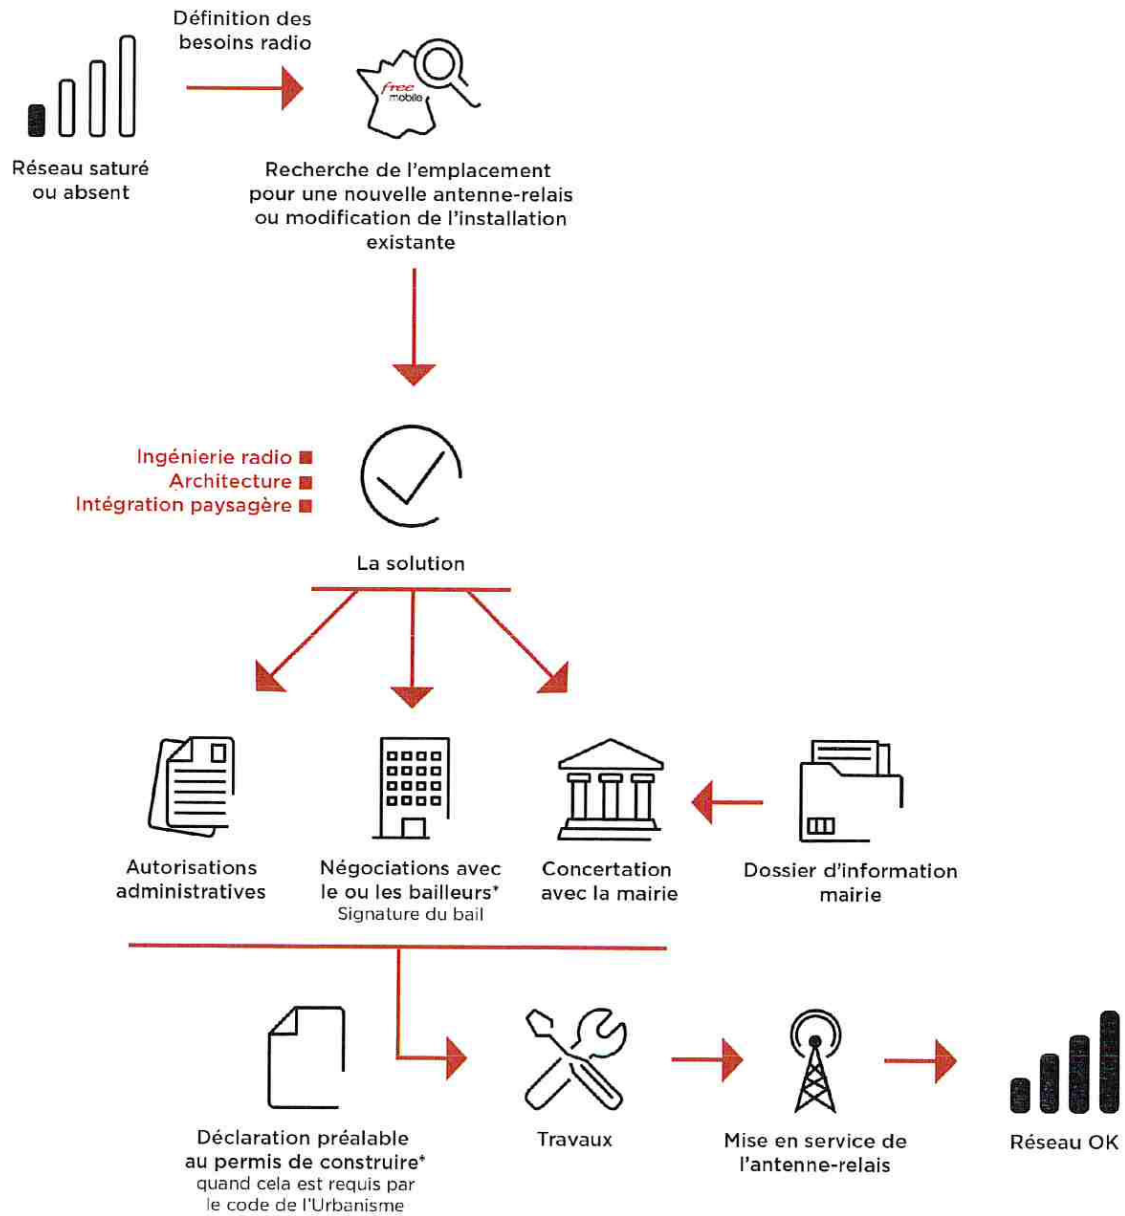 Définition des
besoins radio
free
mobile
Réseau saturé
ou absent
Recherche de l'emplacement
pour une nouvelle antenne-relais
ou modification de l'installation
existante
Ingénierie radio
Architecture
Intégration paysagère
La solution
Autorisations
administratives
Négociations avec
le ou les bailleurs*
Signature du bail
Concertation
avec la mairie
Dossier d'information
mairie
Déclaration préalable
au permis de construire*
quand cela est requis par
le code de l'Urbanisme
Travaux
Mise en service de
l'antenne-relais
Réseau OK